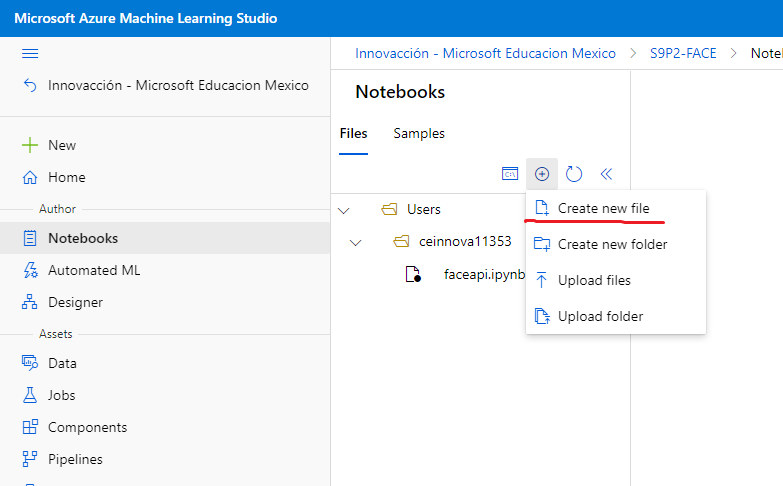 Microsoft Azure Machine Learning Studio
Innovacción - Microsoft Educacion Mexico
New
Home
Author
Notebooks
Automated ML
Designer
Assets
Data
Jobs
Components
Pipelines
Innovacción - Microsoft Educacion Mexico > S9P2-FACE >
Notebooks
Files Samples
C:\
Users
ceinnova11353
faceapi.ipynb
Create new file
Create new folder
Upload files
Upload folder